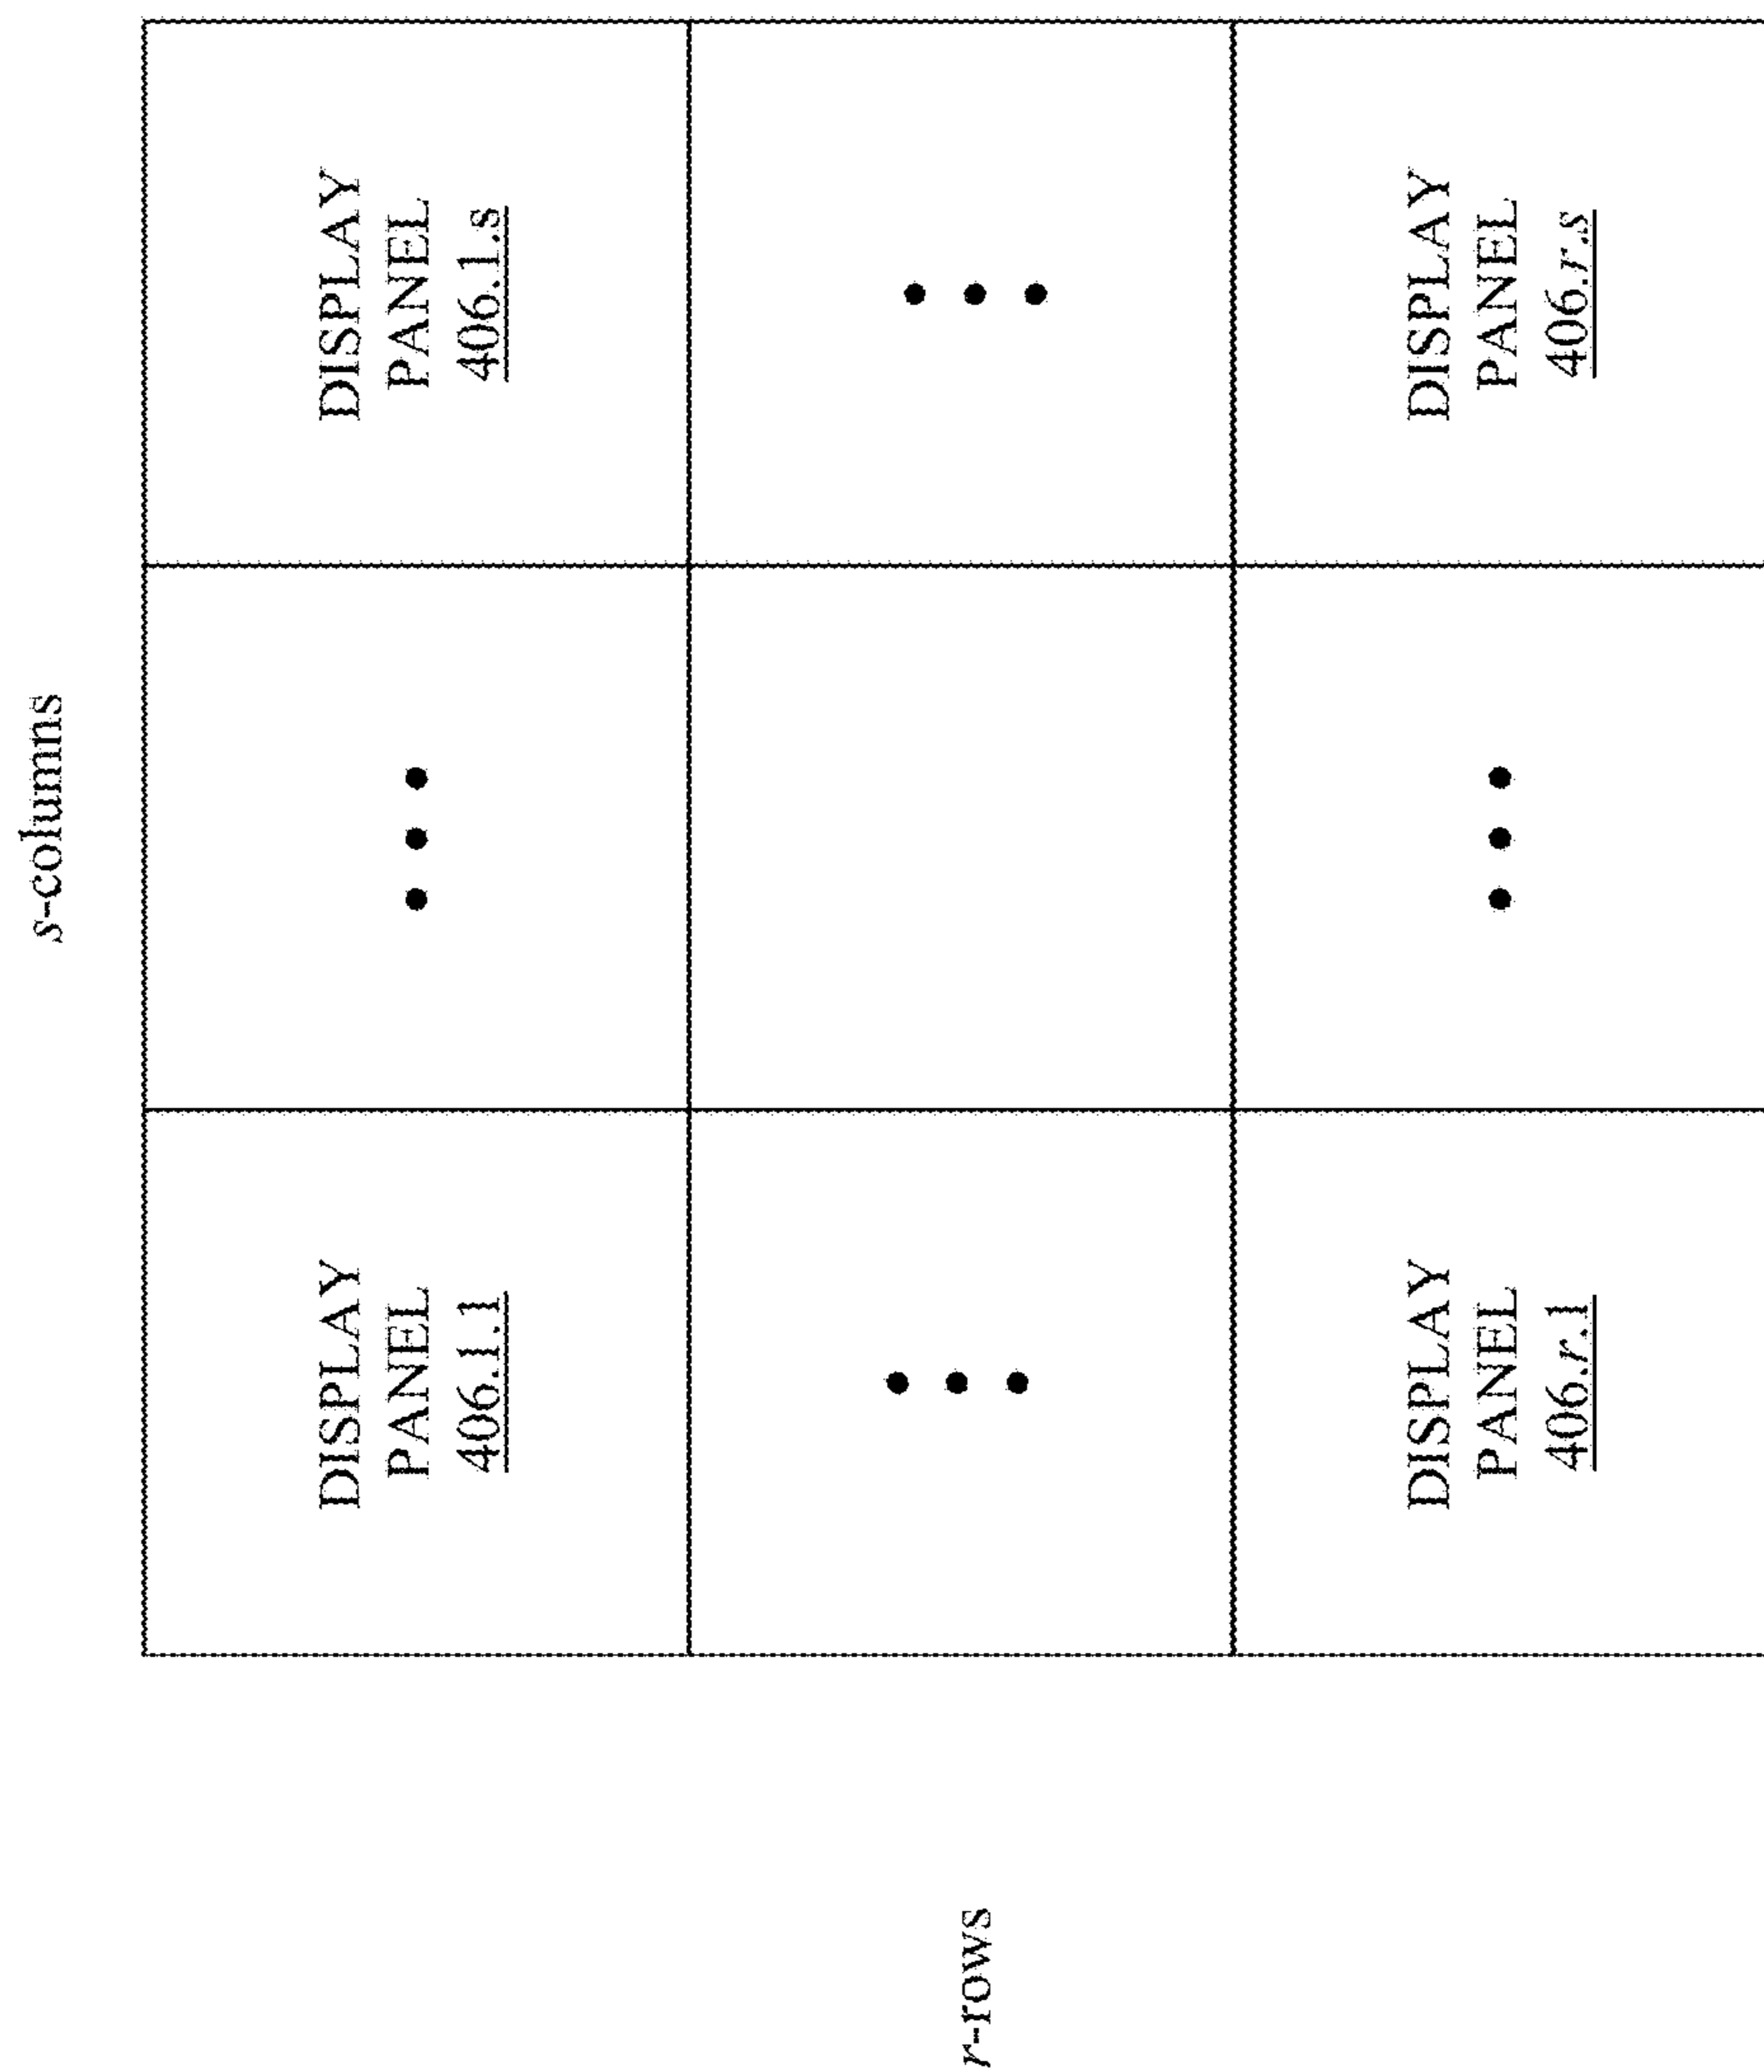 s-columns
DISPLAY
PANEL
406.1.1
DISPLAY
PANEL
406.1.s
r-rows
DISPLAY
PANEL
406.r.1
DISPLAY
PANEL
406.r.s